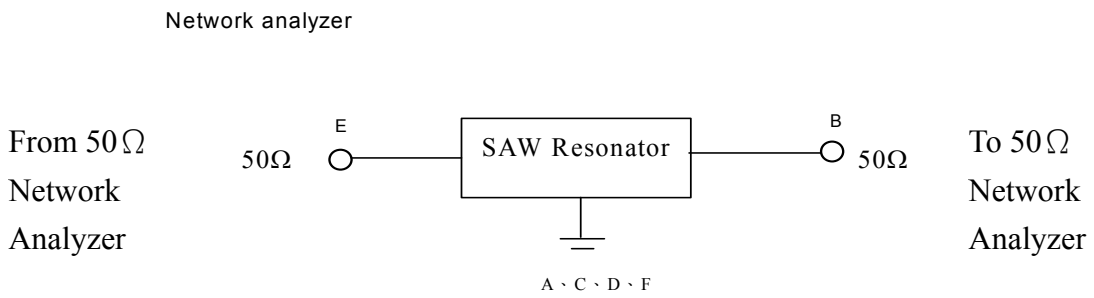 Network analyzer
From 50Ω
Network
Analyzer
50Ω
E
SAW Resonator
B
50Ω
To 50Ω
Network
Analyzer
A、C、D、F